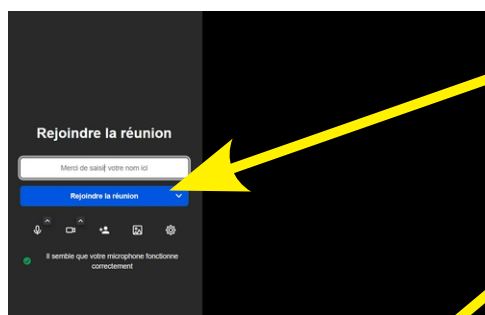 Rejoindre la réunion
Merci de saisir votre nom ici
Rejoindre la réunion
Il semble que votre microphone fonctionne
correctement